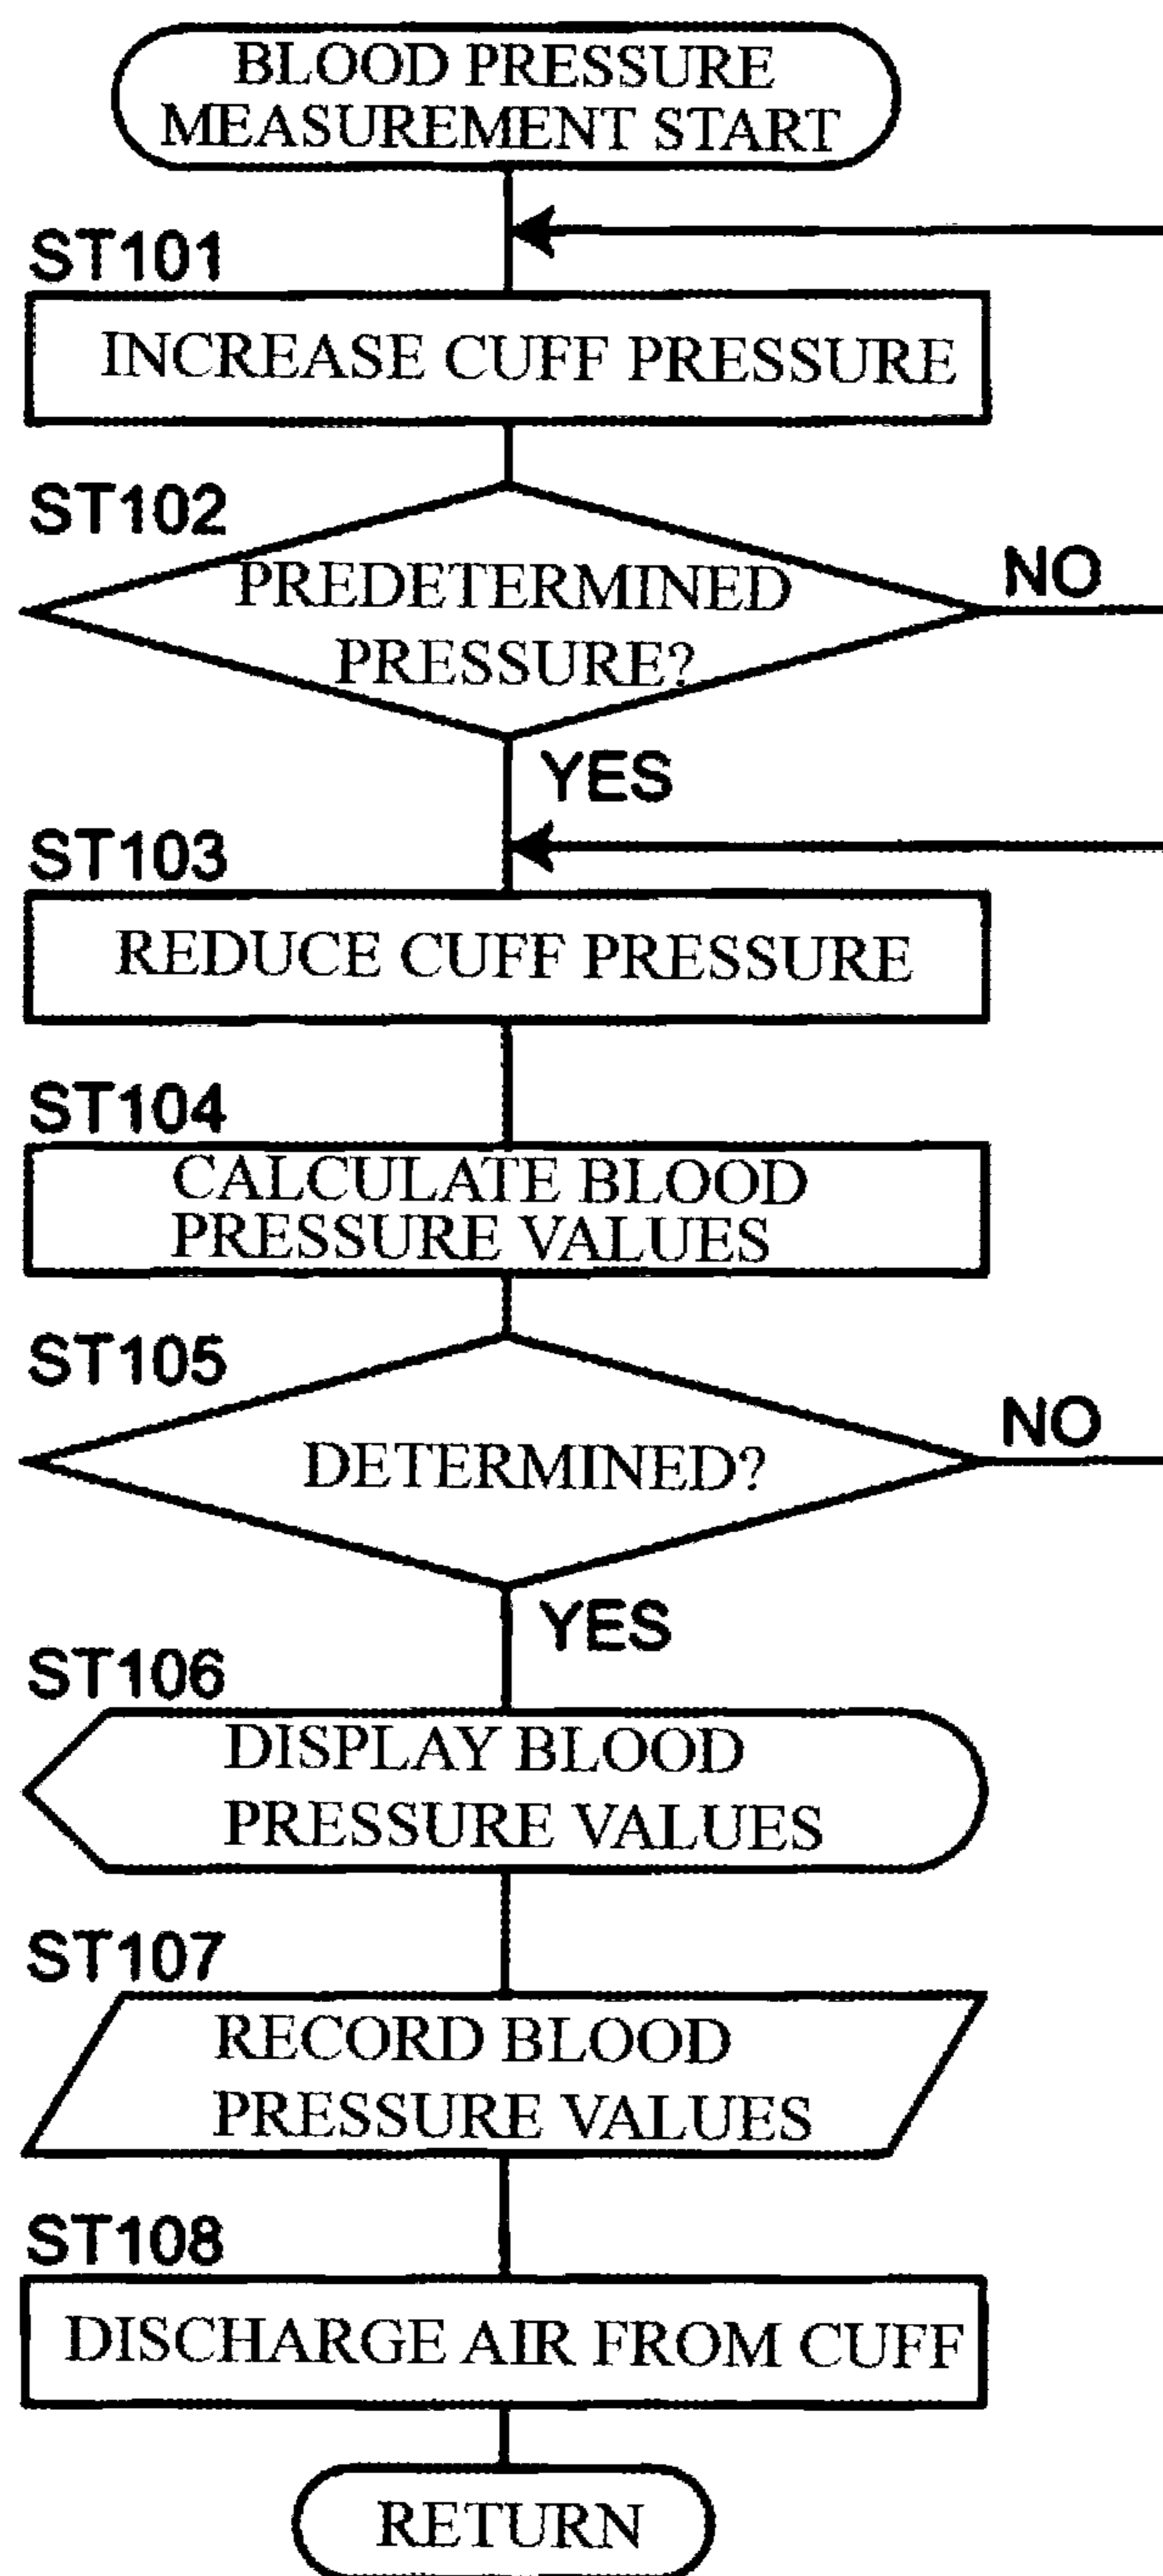 BLOOD PRESSURE
MEASUREMENT START
ST101
INCREASE CUFF PRESSURE
ST102
PREDETERMINED
PRESSURE?
NO
YES
ST103
REDUCE CUFF PRESSURE
ST104
CALCULATE BLOOD
PRESSURE VALUES
ST105
DETERMINED?
NO
YES
ST106
DISPLAY BLOOD
PRESSURE VALUES
ST107
RECORD BLOOD
PRESSURE VALUES
ST108
DISCHARGE AIR FROM CUFF
RETURN